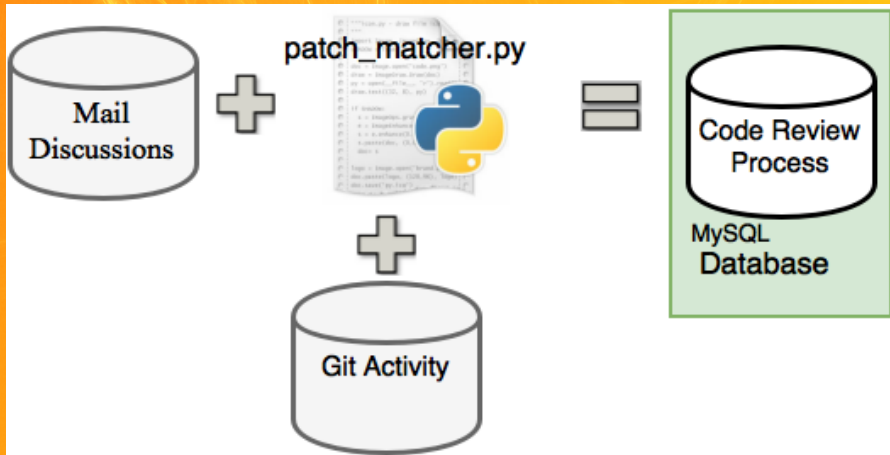 patch_matcher.py
Mail
Discussions
Code Review
Process
MySQL
Database
Git Activity